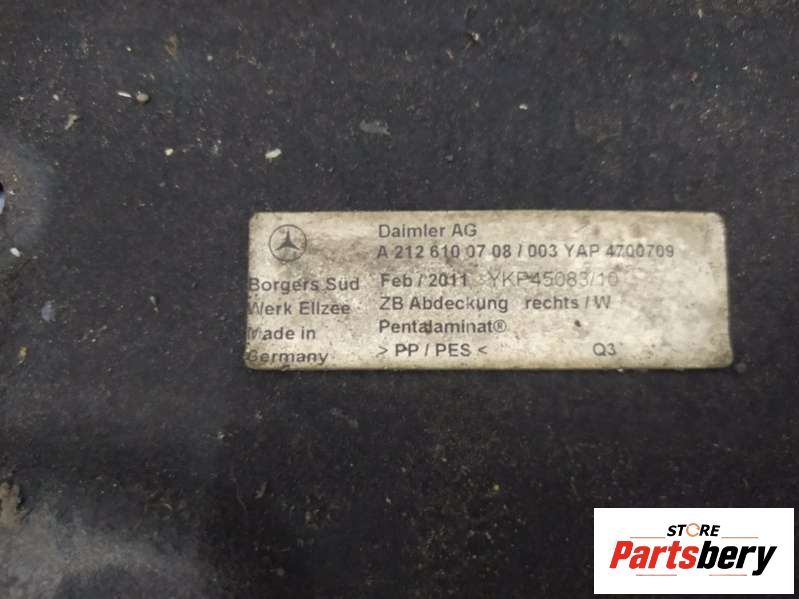 Daimler AG
A 212 610 07 08 / 003 YAP 4700709
Borgers Süd Feb / 2011 YKP45083/10
Werk Ellzee ZB Abdeckung rechts / W
Made in Pentalaminat®
Germany > PP / PES < Q3
STORE
Partsbery